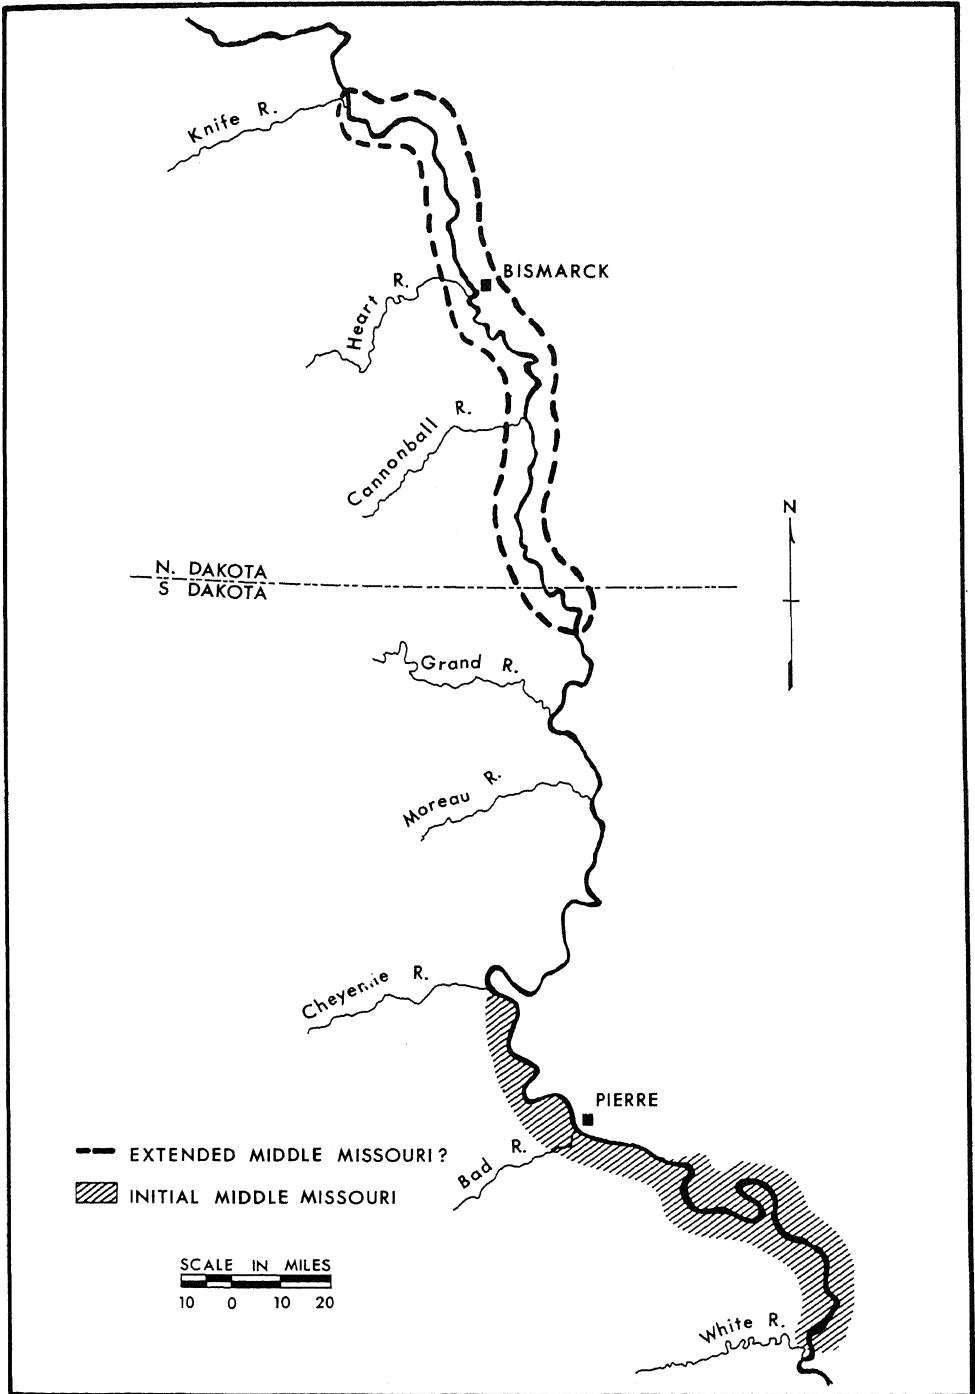 Knife R.
BISMARCK
Heart R.
Cannonball R.
N
N. DAKOTA
S DAKOTA
Grand R.
Moreau R.
Cheyenne R.
PIERRE
Bad R.
EXTENDED MIDDLE MISSOURI?
INITIAL MIDDLE MISSOURI
SCALE IN MILES
10 0 10 20
White R.